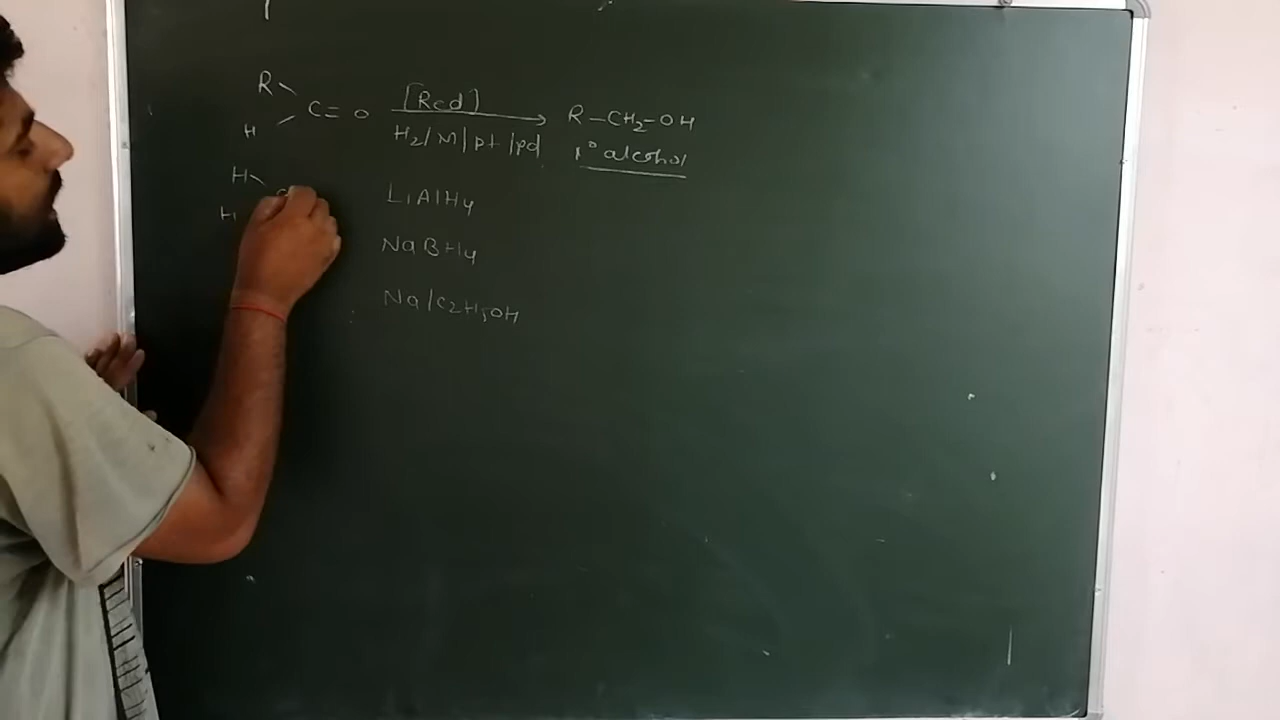 R
C = O [Red] R-CH2-OH
H H2/Ni/pt/pd 1° alcohol
H LiAlH4
H
NaBH4
Na/C2H5OH